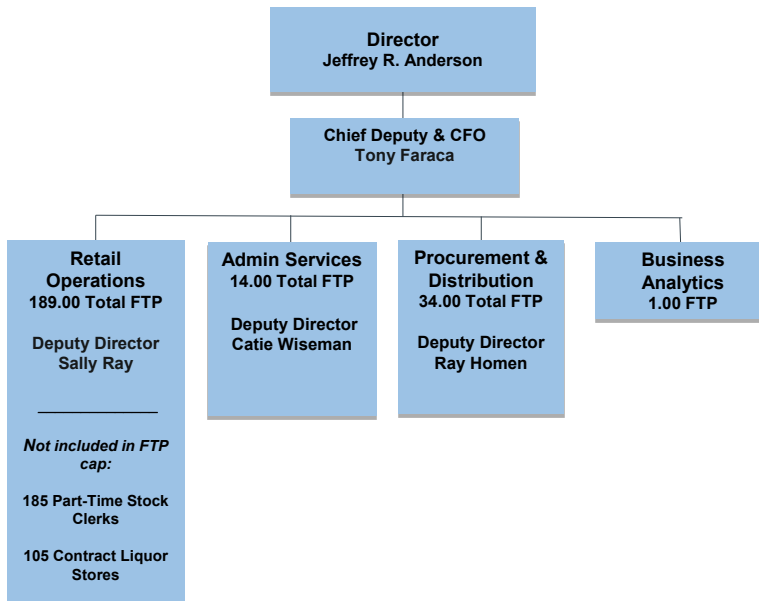 Director
Jeffrey R. Anderson
Chief Deputy & CFO
Tony Faraca
Retail
Operations
189.00 Total FTP
Deputy Director
Sally Ray
Not included in FTP
cap:
185 Part-Time Stock
Clerks
105 Contract Liquor
Stores
Admin Services
14.00 Total FTP
Deputy Director
Catie Wiseman
Procurement &
Distribution
34.00 Total FTP
Deputy Director
Ray Homen
Business
Analytics
1.00 FTP